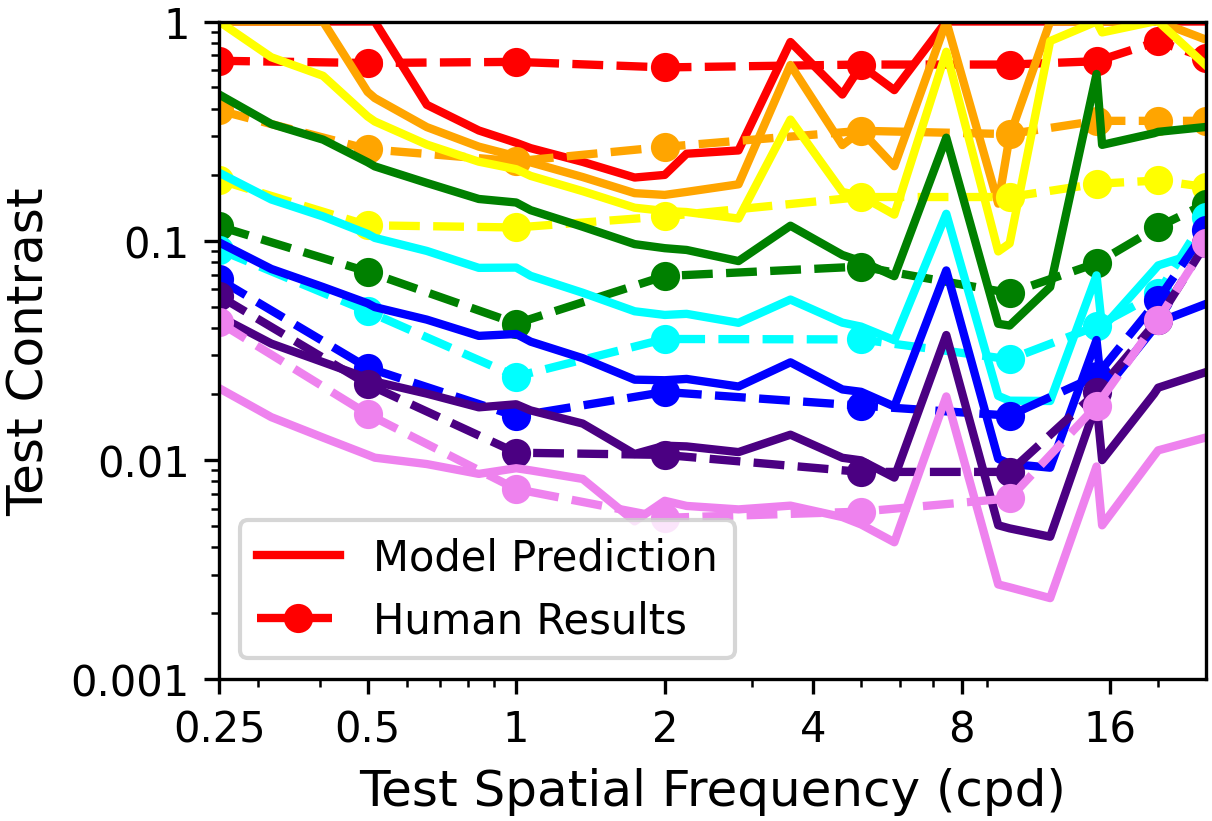 1
0.1
0.01
0.001
Test Contrast
Model Prediction
Human Results
0.25 0.5 1 2 4 8 16
Test Spatial Frequency (cpd)